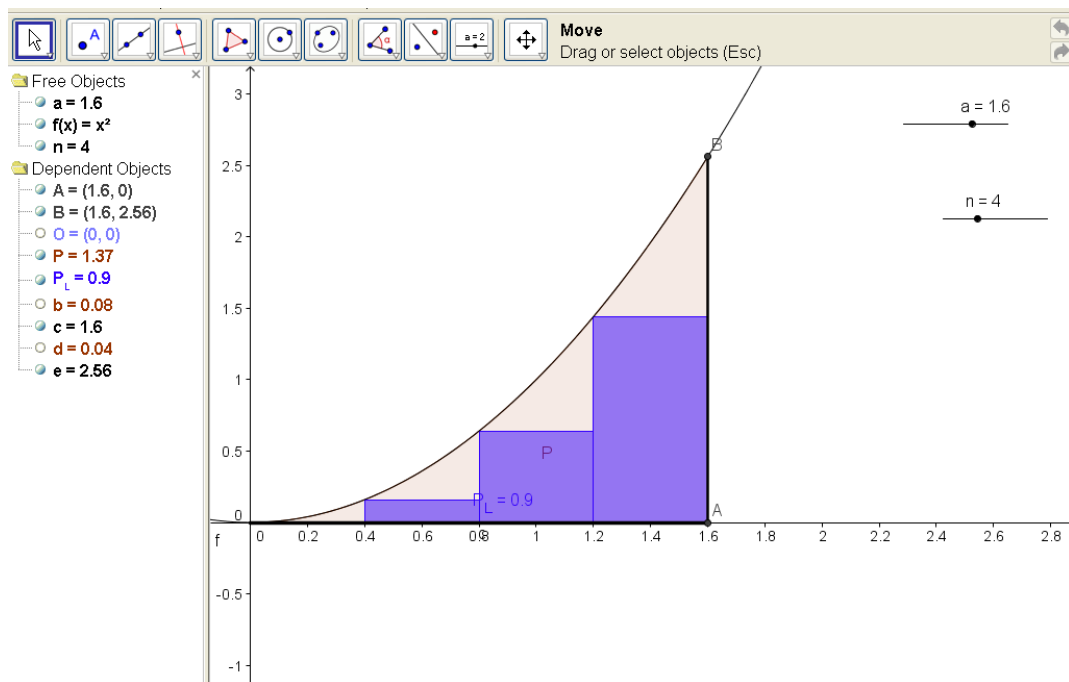 Move
Drag or select objects (Esc)
Free Objects
a = 1.6
f(x) = x²
n = 4
Dependent Objects
A = (1.6, 0)
B = (1.6, 2.56)
O = (0, 0)
P = 1.37
P_L = 0.9
b = 0.08
c = 1.6
d = 0.04
e = 2.56
A
α
a = 2
3
2.5
2
1.5
1
0.5
0
-0.5
-1
f
0 0.2 0.4 0.6 0.8 1 1.2 1.4 1.6 1.8 2 2.2 2.4 2.6 2.8
B
P
P_L = 0.9
A
a = 1.6
n = 4